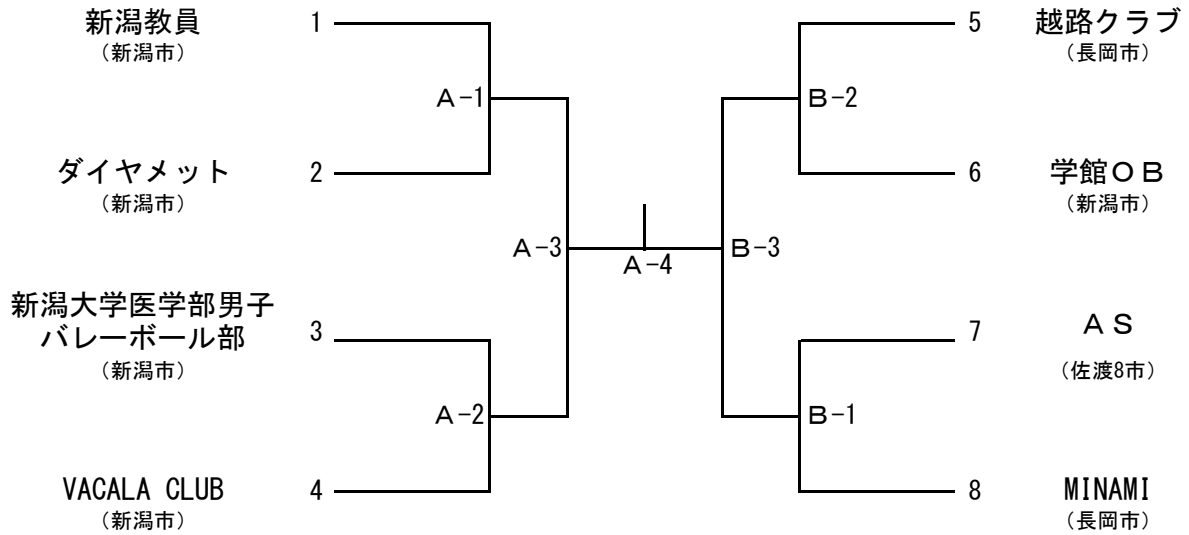 新潟教員 1
（新潟市）
A-1
ダイヤメット 2
（新潟市）
A-3
新潟大学医学部男子
バレーボール部 3
（新潟市）
A-2
VACALA CLUB 4
（新潟市）
A-4
5 越路クラブ
（長岡市）
B-2
6 学館OB
（新潟市）
B-3
7 AS
（佐渡8市）
B-1
8 MINAMI
（長岡市）